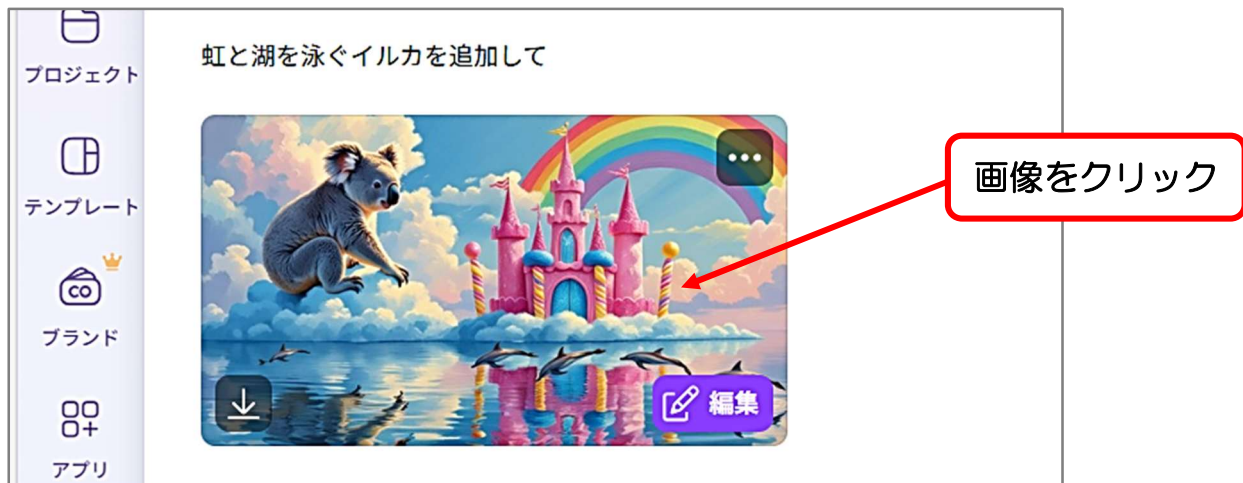 プロジェクト
テンプレート
CO
ブランド
アプリ
虹と湖を泳ぐイルカを追加して
編集
画像をクリック